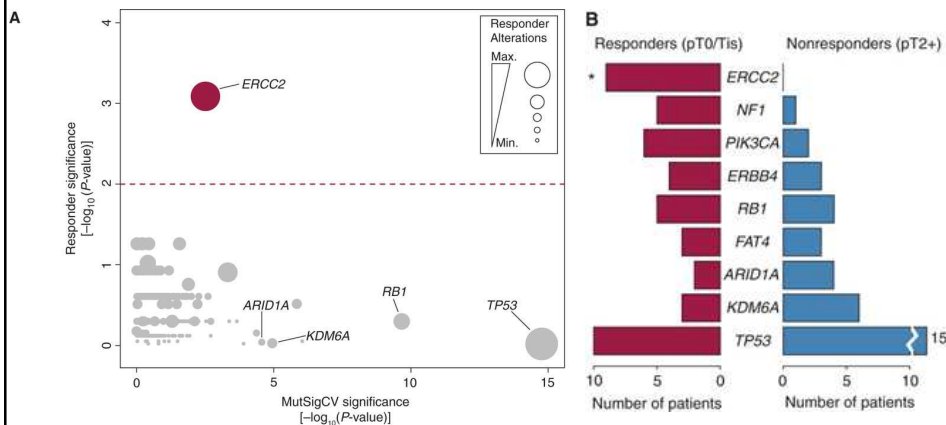 A
4
3
2
1
0
Responder significance
[–log10(P-value)]
Responder
Alterations
Max.
Min.
ERCC2
ARID1A
KDM6A
RB1
TP53
0 5 10 15
MutSigCV significance
[–log10(P-value)]
B
Responders (pT0/Tis) Nonresponders (pT2+)
* ERCC2
NF1
PIK3CA
ERBB4
RB1
FAT4
ARID1A
KDM6A
TP53 15
10 5 0 0 5 10
Number of patients Number of patients